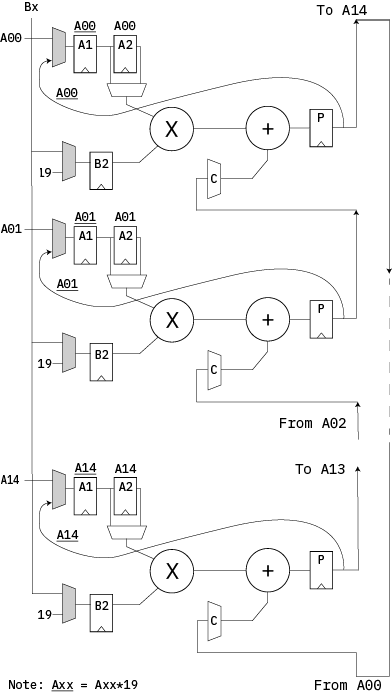 Bx
To A14
A00 A00
A00 A1 A2
A00
P
X +
B2
19 C
A01 A01
A01 A1 A2
A01
P
X +
B2
19 C
From A02
To A13
A14 A14
A14 A1 A2
A14
P
X +
B2
19 C
Note: Axx = Axx*19
From A00